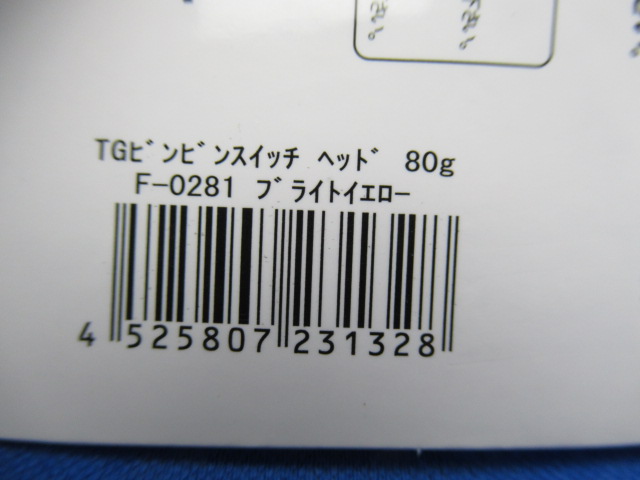 TGﾋﾞﾝﾋﾞﾝｽｲｯﾁ ﾍｯﾄﾞ 80g
F-0281 ﾌﾞﾗｲﾄｲｴﾛｰ
4 525807 231328